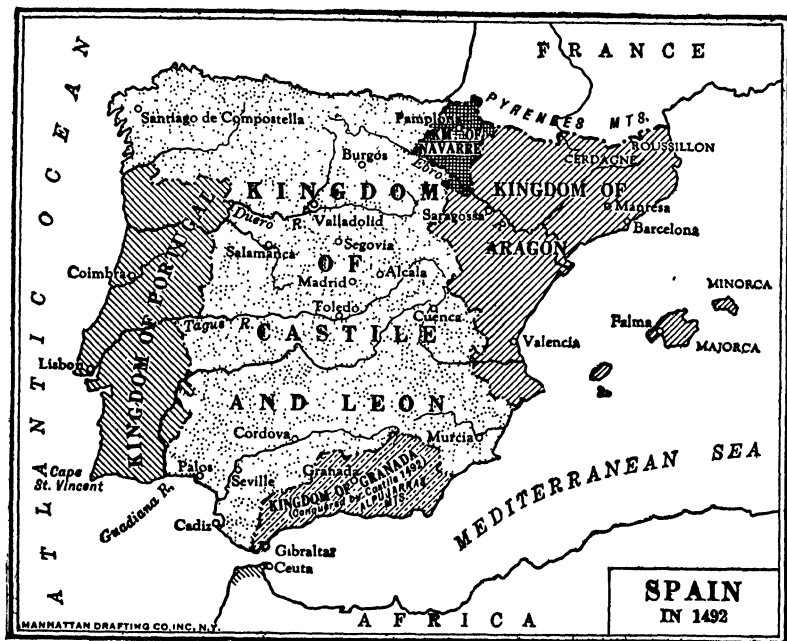 FRANCE
PYRENEES MTS.
ATLANTIC OCEAN
Santiago de Compostella
Pamplona
KM. OF
NAVARRE
ROUSSILLON
CERDAGNE
Burgos
Ebro
R.
KINGDOM
OF
CASTILE
AND LEON
KINGDOM OF
ARAGON
Manresa
Barcelona
Saragossa
Duero R.
Valladolid
Segovia
Salamanca
Alcala
Madrid
Coimbra
KINGDOM OF PORTUGAL
Toledo
Cuenca
Tagus R.
MINORCA
Palma
MAJORCA
Valencia
Lisbon
Cordova
Murcia
Cape
St. Vincent
Palos
Seville
Granada
KINGDOM OF GRANADA
(Conquered by Castile 1492)
ALPUJARRAS
MTS.
MEDITERRANEAN SEA
Guadiana R.
Cadiz
Gibraltar
Ceuta
AFRICA
SPAIN
IN 1492
MANHATTAN DRAFTING CO. INC. N.Y.